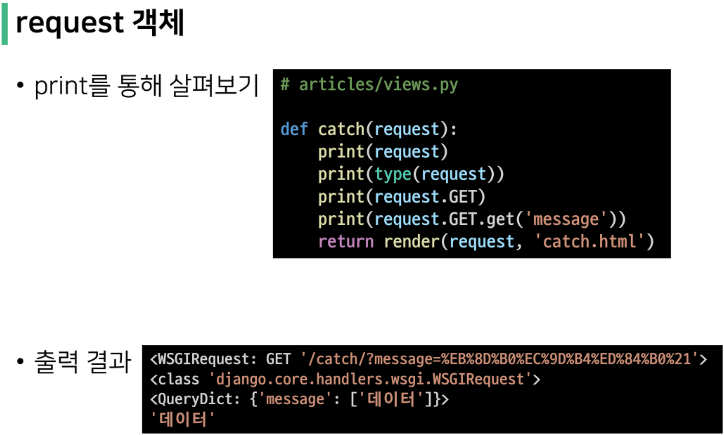 request 객체
• print를 통해 살펴보기
# articles/views.py
def catch(request):
    print(request)
    print(type(request))
    print(request.GET)
    print(request.GET.get('message'))
    return render(request, 'catch.html')
• 출력 결과
<WSGIRequest: GET '/catch/?message=%EB%8D%B0%EC%9D%B4%ED%84%B0%21'>
<class 'django.core.handlers.wsgi.WSGIRequest'>
<QueryDict: {'message': ['데이터']}>
'데이터'